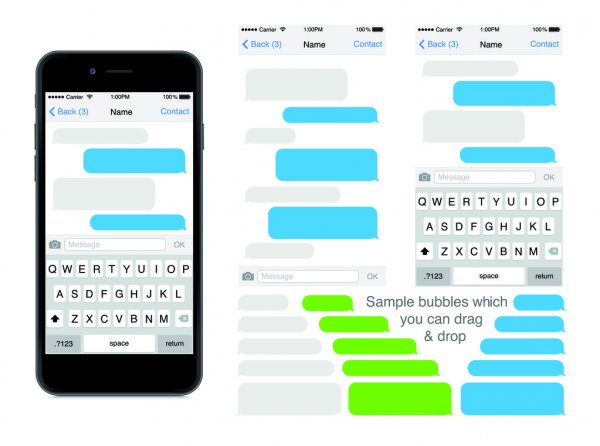 Carrier 1:00PM 100%
Back (3) Name Contact
Message OK
Q W E R T Y U I O P
A S D F G H J K L
Z X C V B N M
.?123 space return
Carrier 1:00PM 100%
Back (3) Name Contact
Message OK
Carrier 1:00PM 100%
Back (3) Name Contact
Message OK
Q W E R T Y U I O P
A S D F G H J K L
Z X C V B N M
.?123 space return
Sample bubbles which
you can drag
& drop